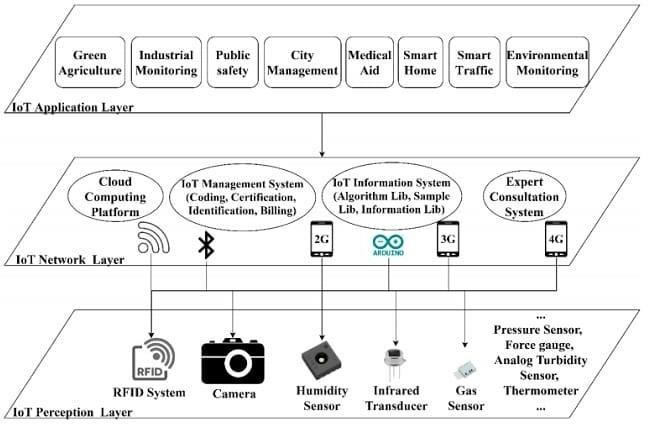 Green
Agriculture
Industrial
Monitoring
Public
safety
City
Management
Medical
Aid
Smart
Home
Smart
Traffic
Environmental
Monitoring
IoT Application Layer
Cloud
Computing
Platform
IoT Management System
(Coding, Certification,
Identification, Billing)
IoT Information System
(Algorithm Lib, Sample
Lib, Information Lib)
Expert
Consultation
System
2G
ARDUINO
3G
4G
IoT Network Layer
RFID
RFID System
Camera
Humidity
Sensor
Infrared
Transducer
Gas
Sensor
...
Pressure Sensor,
Force gauge,
Analog Turbidity
Sensor,
Thermometer
...
IoT Perception Layer